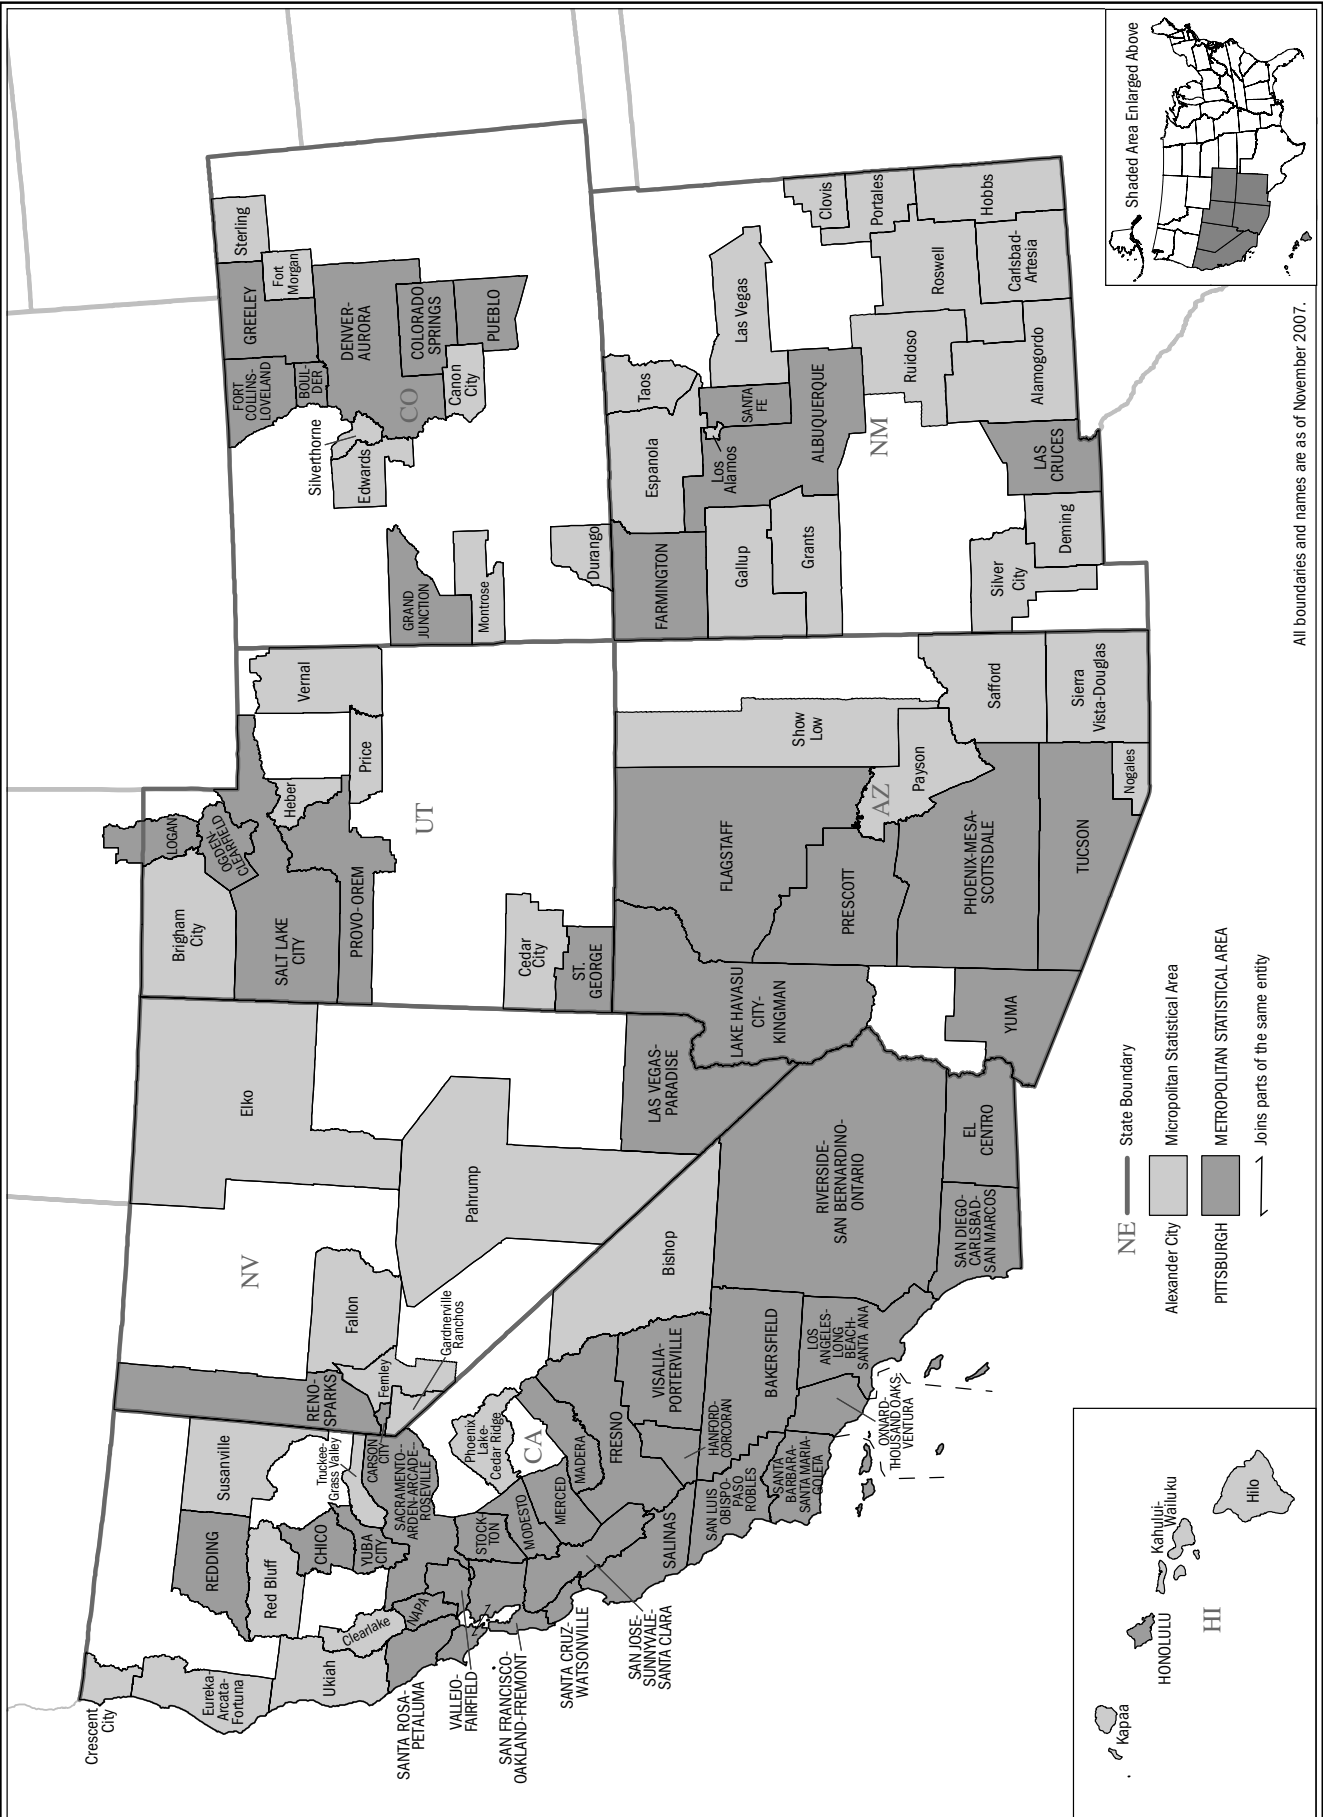 Crescent
City
Eureka-
Arcata-
Fortuna
Ukiah
Clearlake
REDDING
Red Bluff
Susanville
CHICO
YUBA
CITY
Truckee-
Grass Valley
NAPA
SANTA ROSA-
PETALUMA
VALLEJO-
FAIRFIELD
SAN FRANCISCO-
OAKLAND-FREMONT
SANTA CRUZ-
WATSONVILLE
SAN JOSE-
SUNNYVALE-
SANTA CLARA
SACRAMENTO--
ARDEN-ARCADE--
ROSEVILLE
STOCK-
TON
MODESTO
MERCED
MADERA
Phoenix
Lake-
Cedar Ridge
CA
FRESNO
SALINAS
HANFORD-
CORCORAN
VISALIA-
PORTERVILLE
Bishop
SAN LUIS
OBISPO-
PASO
ROBLES
BAKERSFIELD
SANTA
BARBARA-
SANTA MARIA-
GOLETA
OXNARD-
THOUSAND OAKS-
VENTURA
LOS
ANGELES-
LONG
BEACH-
SANTA ANA
RIVERSIDE-
SAN BERNARDINO-
ONTARIO
SAN DIEGO-
CARLSBAD-
SAN MARCOS
EL
CENTRO
NV
RENO-
SPARKS
CARSON
CITY
Fernley
Fallon
Gardnerville
Ranchos
Elko
Pahrump
LAS VEGAS-
PARADISE
UT
Brigham
City
LOGAN
OGDEN-
CLEARFIELD
SALT LAKE
CITY
PROVO- OREM
Heber
Price
Vernal
Cedar
City
ST.
GEORGE
AZ
LAKE HAVASU
CITY-
KINGMAN
FLAGSTAFF
Show
Low
PRESCOTT
Payson
PHOENIX-MESA-
SCOTTSDALE
YUMA
TUCSON
Nogales
Safford
Sierra
Vista-Douglas
CO
FORT
COLLINS-
LOVELAND
GREELEY
Sterling
Fort
Morgan
BOUL-
DER
DENVER-
AURORA
Silverthorne
Edwards
COLORADO
SPRINGS
Canon
City
PUEBLO
GRAND
JUNCTION
Montrose
Durango
NM
FARMINGTON
Espanola
Taos
Gallup
Los
Alamos
SANTA
FE
Las Vegas
Grants
ALBUQUERQUE
Clovis
Portales
Roswell
Ruidoso
Hobbs
Carlsbad-
Artesia
Alamogordo
LAS
CRUCES
Silver
City
Deming
HI
Kapaa
HONOLULU
Kahului-
Wailuku
Hilo
NE
State Boundary
Alexander City
Micropolitan Statistical Area
PITTSBURGH
METROPOLITAN STATISTICAL AREA
Joins parts of the same entity
Shaded Area Enlarged Above
All boundaries and names are as of November 2007.